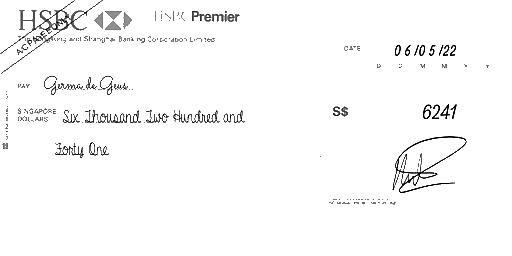 HSBC HSBC Premier
The Hongkong and Shanghai Banking Corporation Limited
A/C PAYEE ONLY
DATE 06/05/22
D D M M Y Y
PAY Germa de Geus
SINGAPORE DOLLARS Six Thousand Two Hundred and
S$ 6241
Forty One